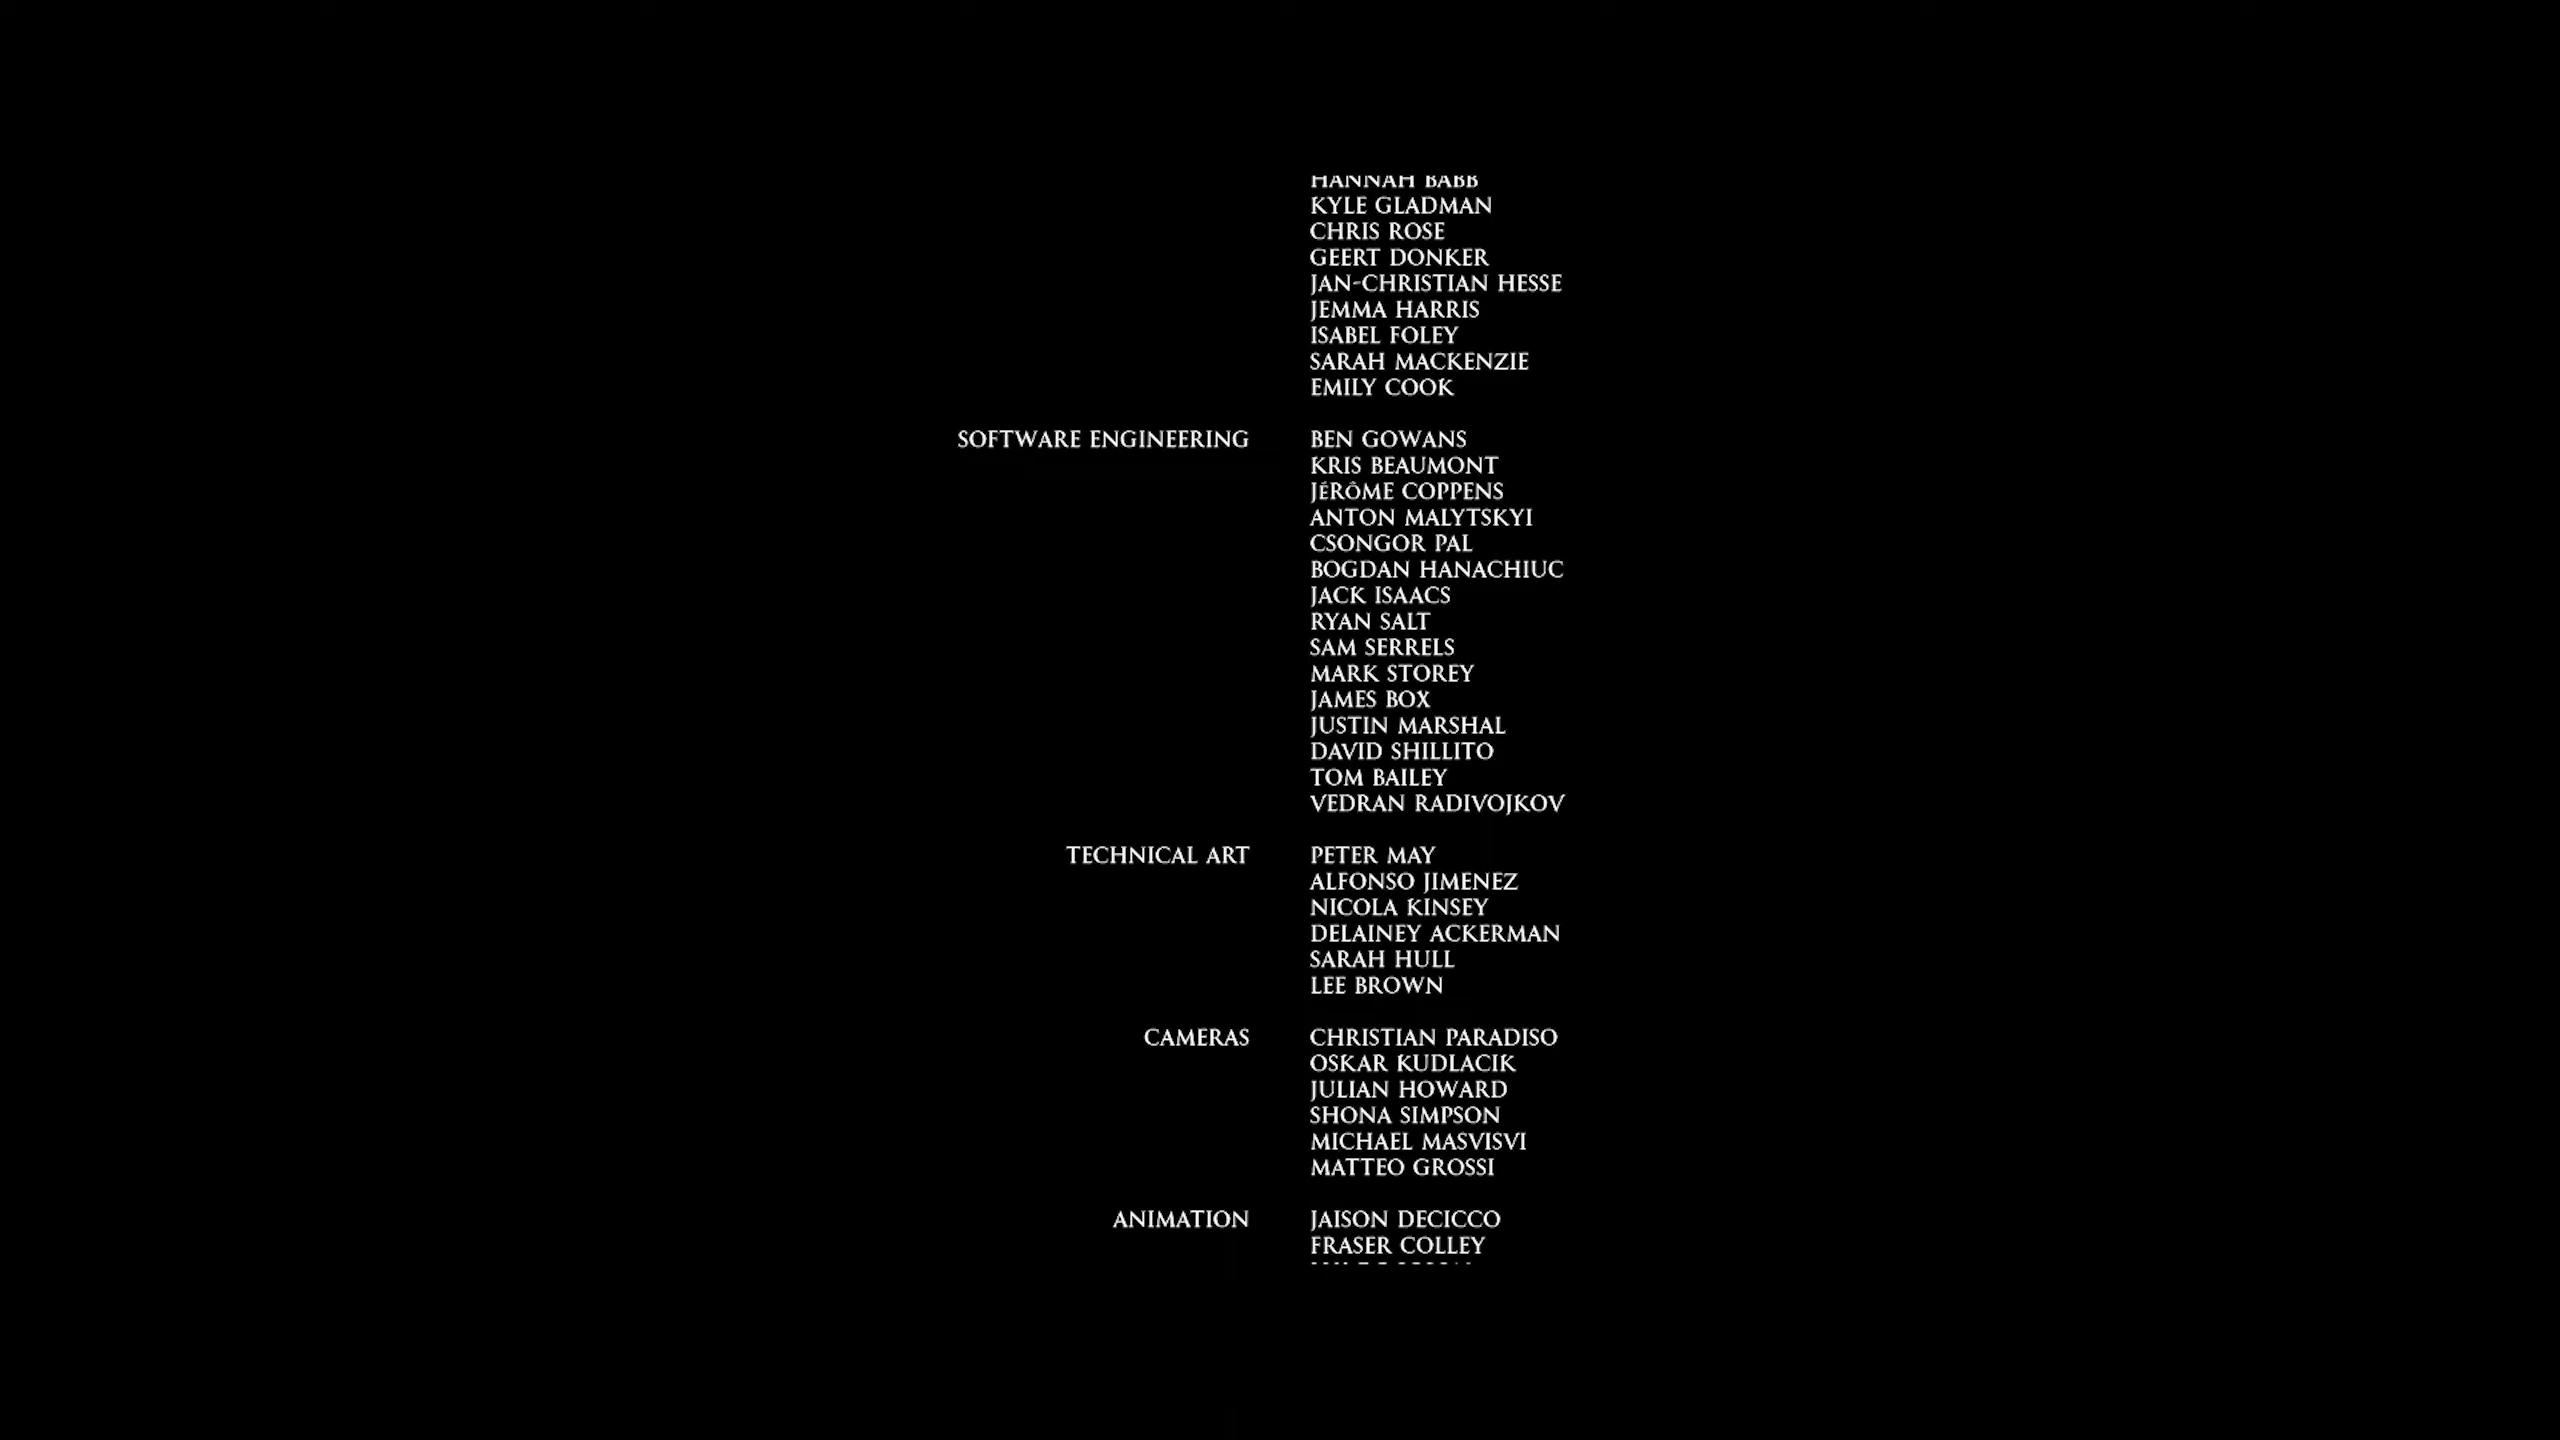 HANNAH BABB
KYLE GLADMAN
CHRIS ROSE
GEERT DONKER
JAN-CHRISTIAN HESSE
JEMMA HARRIS
ISABEL FOLEY
SARAH MACKENZIE
EMILY COOK
SOFTWARE ENGINEERING BEN GOWANS
KRIS BEAUMONT
JÉRÔME COPPENS
ANTON MALYTSKYI
CSONGOR PAL
BOGDAN HANACHIUC
JACK ISAACS
RYAN SALT
SAM SERRELS
MARK STOREY
JAMES BOX
JUSTIN MARSHAL
DAVID SHILLITO
TOM BAILEY
VEDRAN RADIVOJKOV
TECHNICAL ART PETER MAY
ALFONSO JIMENEZ
NICOLA KINSEY
DELAINEY ACKERMAN
SARAH HULL
LEE BROWN
CAMERAS CHRISTIAN PARADISO
OSKAR KUDLACIK
JULIAN HOWARD
SHONA SIMPSON
MICHAEL MASVISVI
MATTEO GROSSI
ANIMATION JAISON DECICCO
FRASER COLLEY